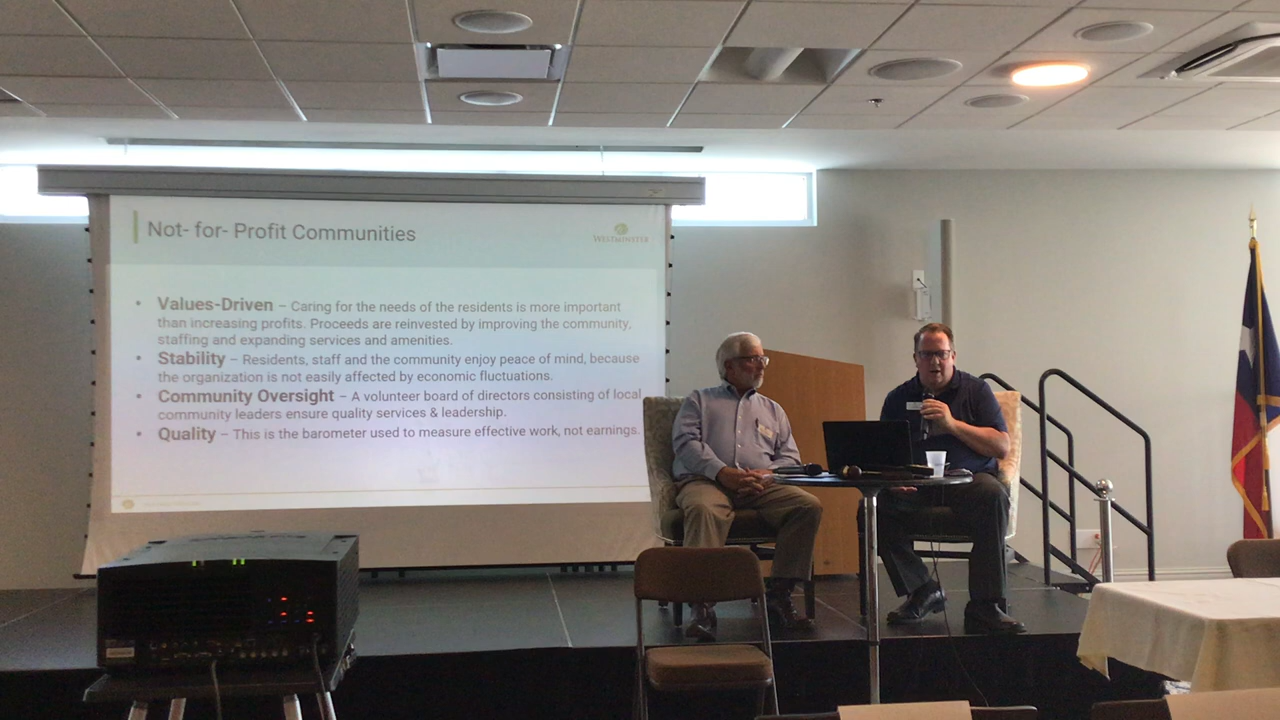 Not- for- Profit Communities
WESTMINSTER
• Values-Driven – Caring for the needs of the residents is more important
than increasing profits. Proceeds are reinvested by improving the community,
staffing and expanding services and amenities.
• Stability – Residents, staff and the community enjoy peace of mind, because
the organization is not easily affected by economic fluctuations.
• Community Oversight – A volunteer board of directors consisting of local
community leaders ensure quality services & leadership.
• Quality – This is the barometer used to measure effective work, not earnings.